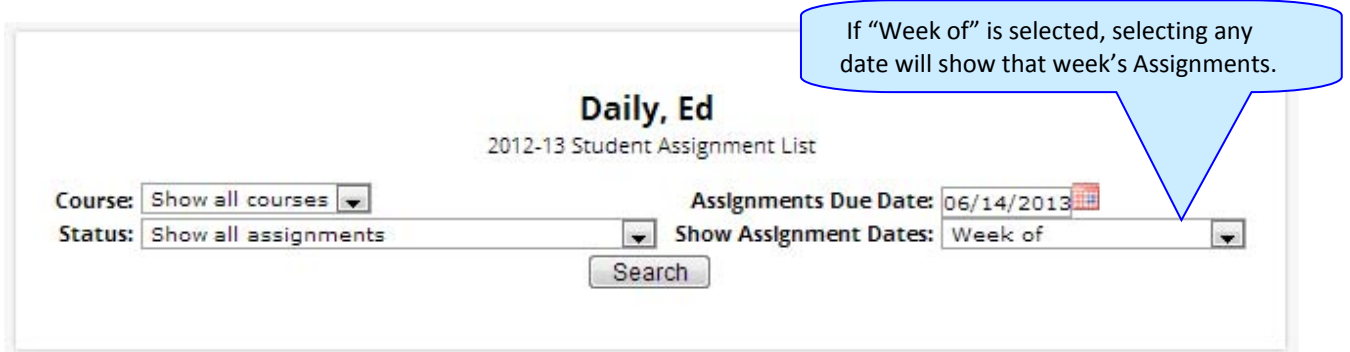 If “Week of” is selected, selecting any
date will show that week’s Assignments.
Daily, Ed
2012-13 Student Assignment List
Course: Show all courses Assignments Due Date: 06/14/2013
Status: Show all assignments Show Assignment Dates: Week of
Search